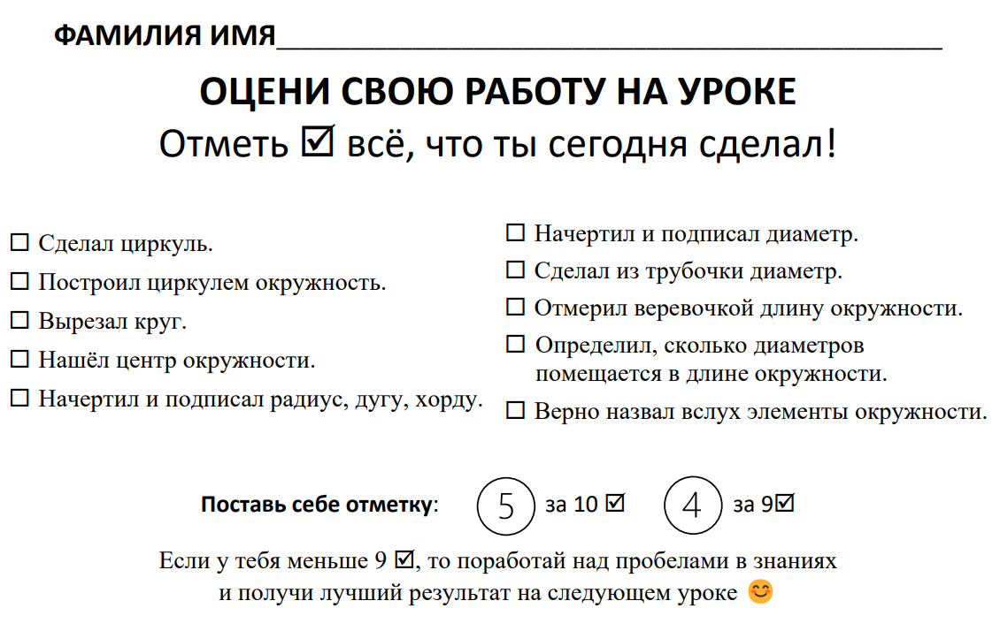 ФАМИЛИЯ ИМЯ___________________________________________
ОЦЕНИ СВОЮ РАБОТУ НА УРОКЕ
Отметь ☑ всё, что ты сегодня сделал!
☐ Сделал циркуль.
☐ Построил циркулем окружность.
☐ Вырезал круг.
☐ Нашёл центр окружности.
☐ Начертил и подписал радиус, дугу, хорду.
☐ Начертил и подписал диаметр.
☐ Сделал из трубочки диаметр.
☐ Отмерил веревочкой длину окружности.
☐ Определил, сколько диаметров
помещается в длине окружности.
☐ Верно назвал вслух элементы окружности.
Поставь себе отметку: 5 за 10 ☑ 4 за 9☑
Если у тебя меньше 9 ☑, то поработай над пробелами в знаниях
и получи лучший результат на следующем уроке 😊